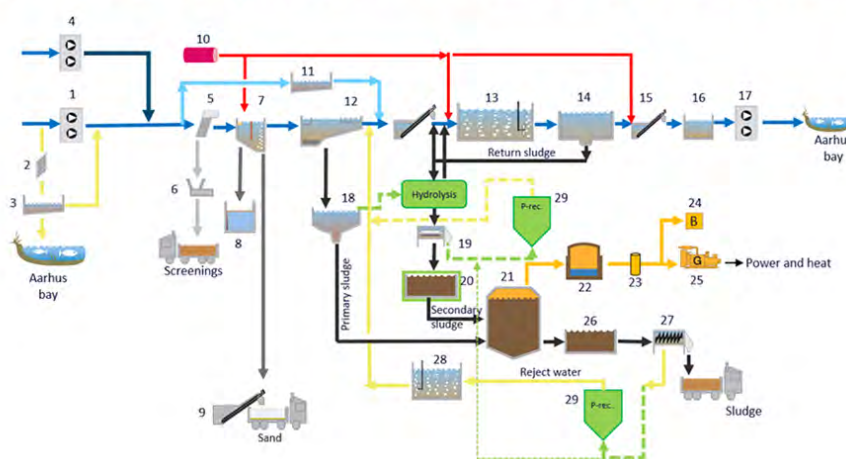 4
10
1
5
7
11
12
13
14
15
16
17
Aarhus
bay
2
3
6
8
Return sludge
Hydrolysis
18
19
P-rec.
29
24
B
G
25
Power and heat
Aarhus
bay
Screenings
Primary sludge
20
Secondary
sludge
21
22
23
26
27
28
Reject water
29
P-rec.
Sludge
9
Sand